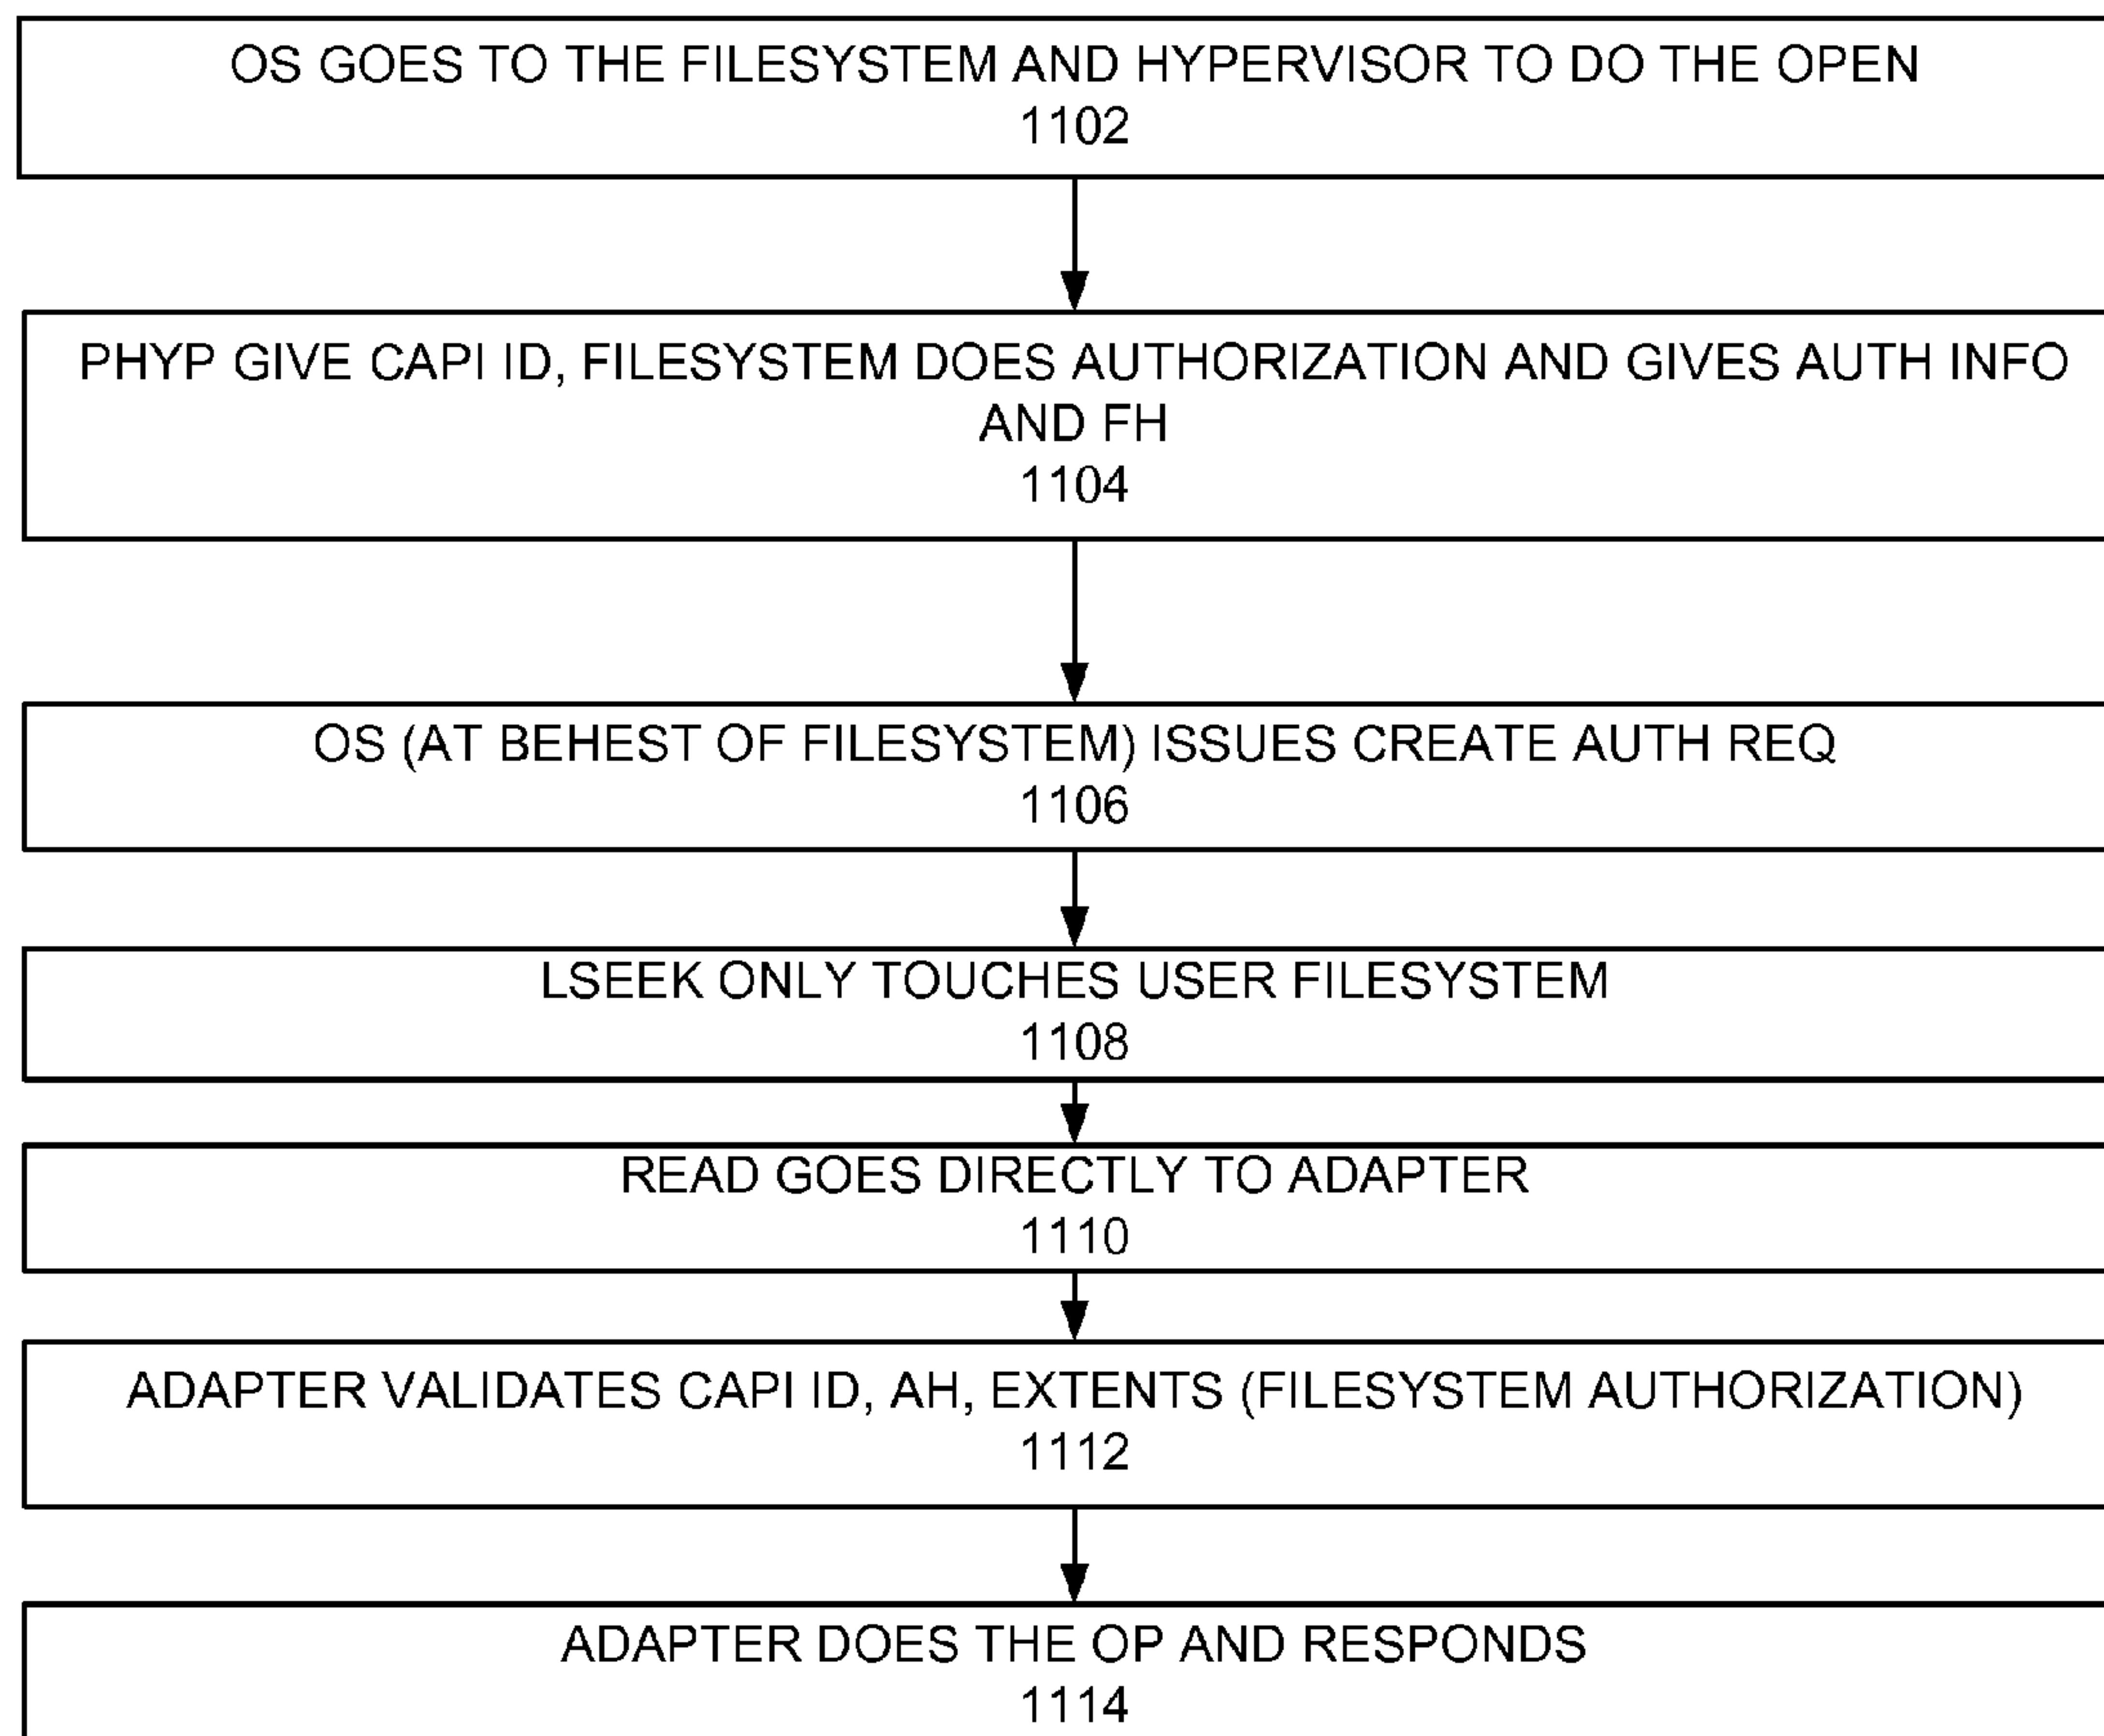 OS GOES TO THE FILESYSTEM AND HYPERVISOR TO DO THE OPEN
1102
PHYP GIVE CAPI ID, FILESYSTEM DOES AUTHORIZATION AND GIVES AUTH INFO
AND FH
1104
OS (AT BEHEST OF FILESYSTEM) ISSUES CREATE AUTH REQ
1106
LSEEK ONLY TOUCHES USER FILESYSTEM
1108
READ GOES DIRECTLY TO ADAPTER
1110
ADAPTER VALIDATES CAPI ID, AH, EXTENTS (FILESYSTEM AUTHORIZATION)
1112
ADAPTER DOES THE OP AND RESPONDS
1114